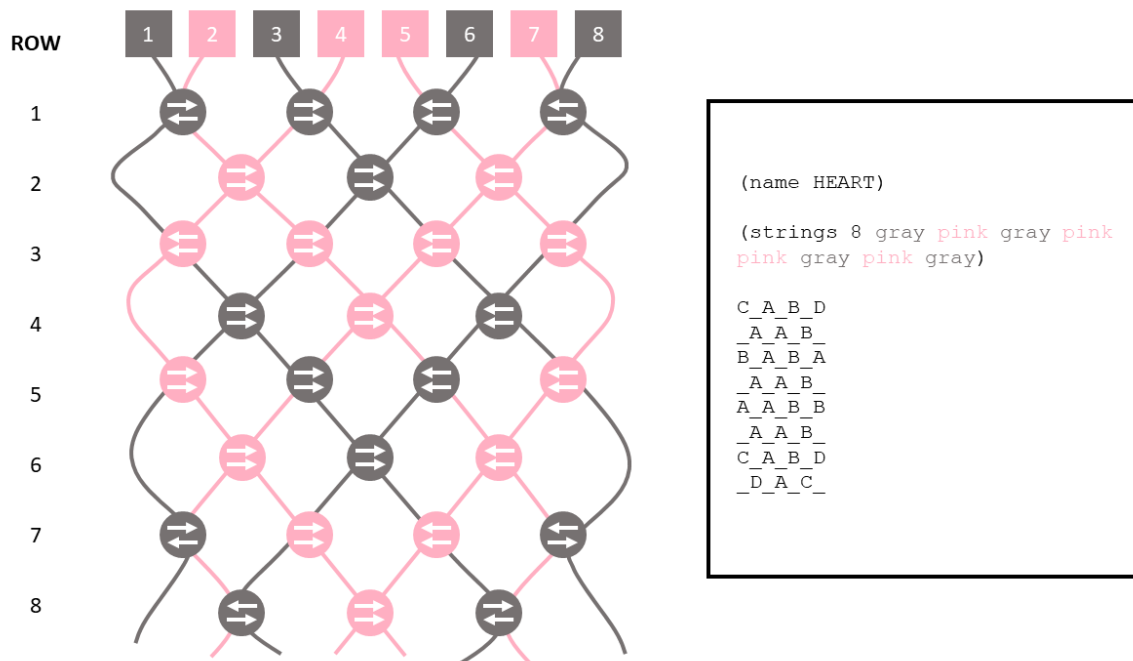 ROW
1 2 3 4 5 6 7 8
1
2
3
4
5
6
7
8
(name HEART)
(strings 8 gray pink gray pink
pink gray pink gray)
C_A_B_D
_A_A_B_
B_A_B_A
_A_A_B_
A_A_B_B
_A_A_B_
C_A_B_D
_D_A_C_